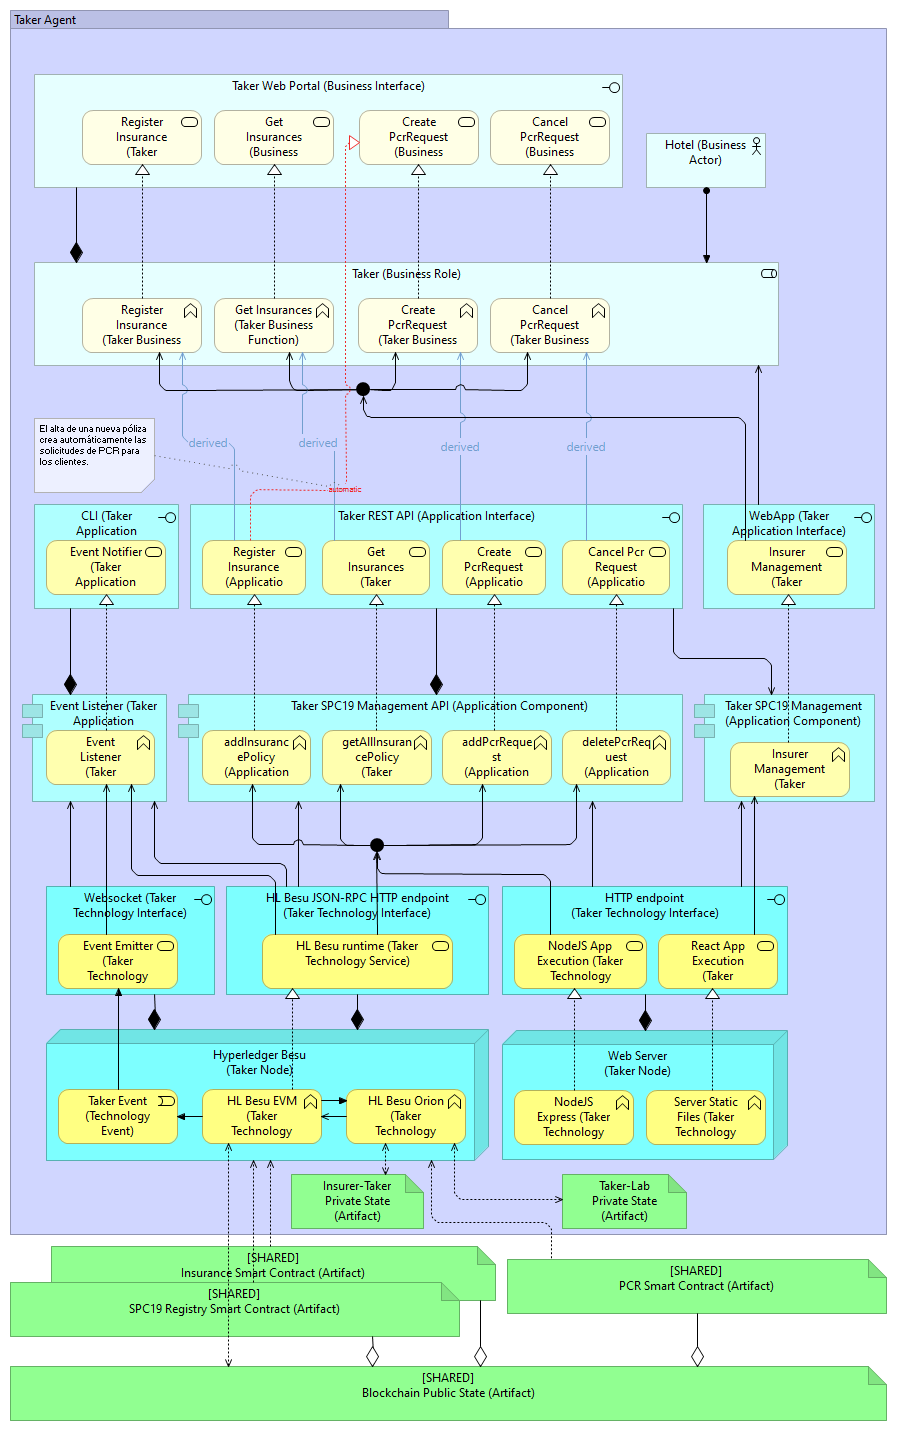 Taker Agent
Taker Web Portal (Business Interface)
Register
Insurance
(Taker
Get
Insurances
(Business
Create
PcrRequest
(Business
Cancel
PcrRequest
(Business
Hotel (Business
Actor)
Taker (Business Role)
Register
Insurance
(Taker Business
Get Insurances
(Taker Business
Function)
Create
PcrRequest
(Taker Business
Cancel
PcrRequest
(Taker Business
El alta de una nueva póliza
crea automáticamente las
solicitudes de PCR para
los clientes.
derived
derived
derived
derived
automatic
CLI (Taker
Application
Event Notifier
(Taker
Application
Taker REST API (Application Interface)
Register
Insurance
(Applicatio
Get
Insurances
(Taker
Create
PcrRequest
(Applicatio
Cancel Pcr
Request
(Applicatio
WebApp (Taker
Application Interface)
Insurer
Management
(Taker
Event Listener (Taker
Application
Event
Listener
(Taker
Taker SPC19 Management API (Application Component)
addInsuranc
ePolicy
(Application
getAllInsuran
cePolicy
(Taker
addPcrReque
st
(Application
deletePcrReq
uest
(Application
Taker SPC19 Management
(Application Component)
Insurer
Management
(Taker
Websocket (Taker
Technology Interface)
Event Emitter
(Taker
Technology
HL Besu JSON-RPC HTTP endpoint
(Taker Technology Interface)
HL Besu runtime (Taker
Technology Service)
HTTP endpoint
(Taker Technology Interface)
NodeJS App
Execution (Taker
Technology
React App
Execution
(Taker
Hyperledger Besu
(Taker Node)
Taker Event
(Technology
Event)
HL Besu EVM
(Taker
Technology
HL Besu Orion
(Taker
Technology
Web Server
(Taker Node)
NodeJS
Express (Taker
Technology
Server Static
Files (Taker
Technology
Insurer-Taker
Private State
(Artifact)
Taker-Lab
Private State
(Artifact)
[SHARED]
Insurance Smart Contract (Artifact)
[SHARED]
SPC19 Registry Smart Contract (Artifact)
[SHARED]
PCR Smart Contract (Artifact)
[SHARED]
Blockchain Public State (Artifact)